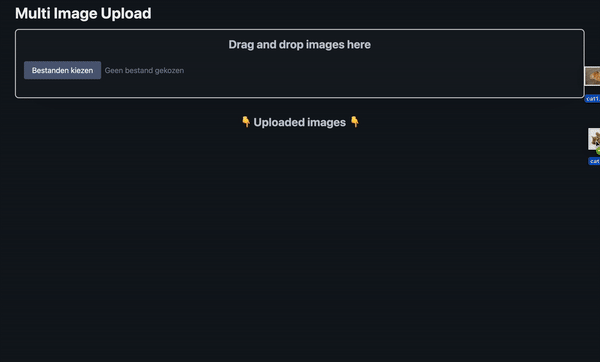 Multi Image Upload
Drag and drop images here
Bestanden kiezen Geen bestand gekozen
👇 Uploaded images 👇
cat1.
cat